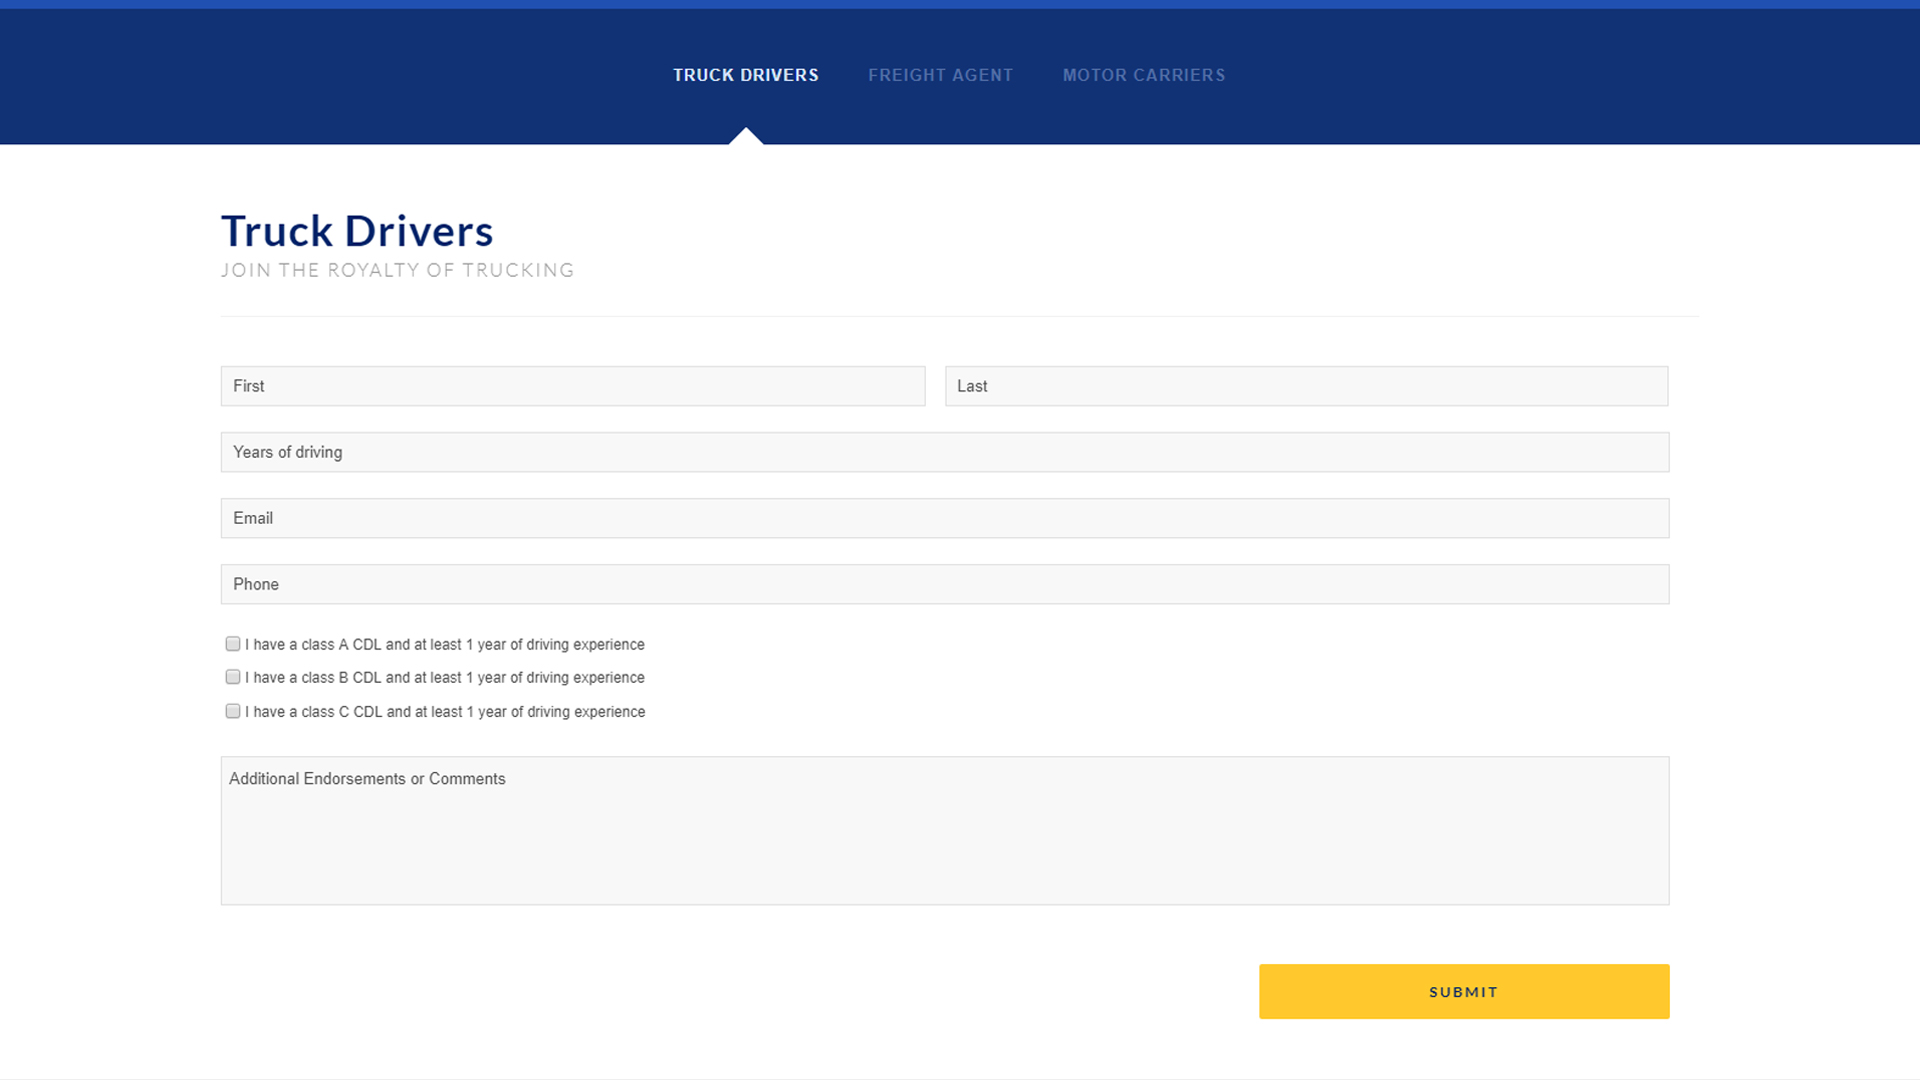 TRUCK DRIVERS FREIGHT AGENT MOTOR CARRIERS
Truck Drivers
JOIN THE ROYALTY OF TRUCKING
First Last
Years of driving
Email
Phone
I have a class A CDL and at least 1 year of driving experience
I have a class B CDL and at least 1 year of driving experience
I have a class C CDL and at least 1 year of driving experience
Additional Endorsements or Comments
SUBMIT